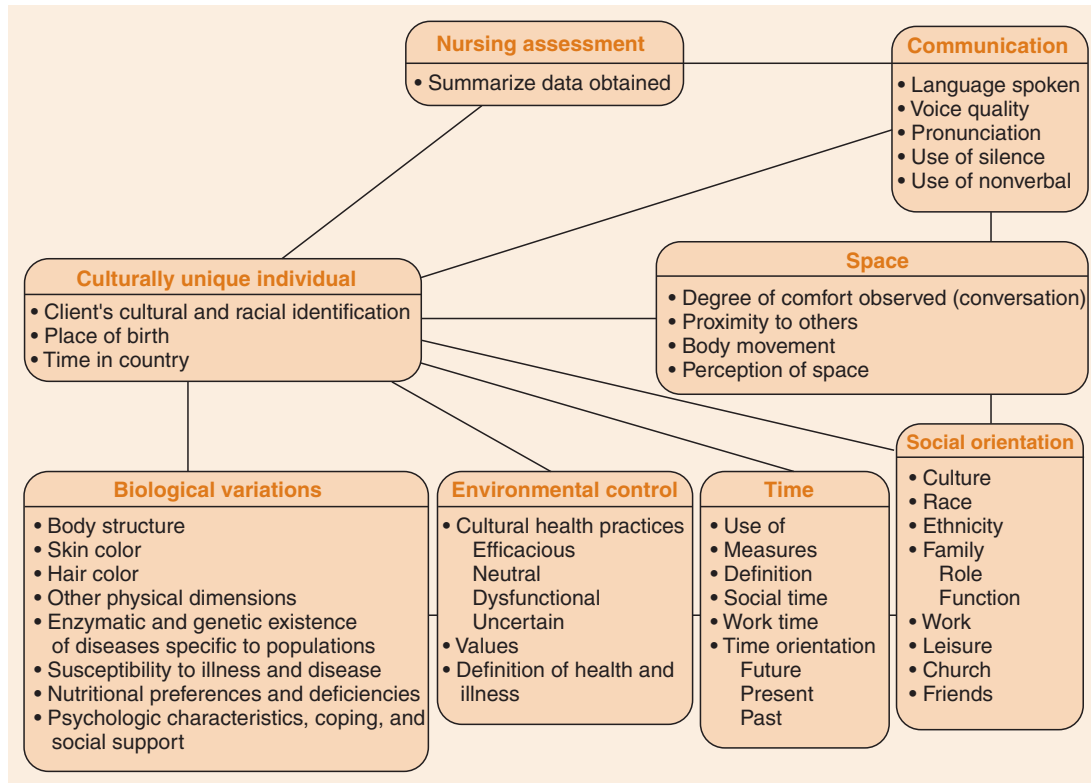 Nursing assessment
• Summarize data obtained
Communication
• Language spoken
• Voice quality
• Pronunciation
• Use of silence
• Use of nonverbal
Culturally unique individual
• Client's cultural and racial identification
• Place of birth
• Time in country
Space
• Degree of comfort observed (conversation)
• Proximity to others
• Body movement
• Perception of space
Biological variations
• Body structure
• Skin color
• Hair color
• Other physical dimensions
• Enzymatic and genetic existence
of diseases specific to populations
• Susceptibility to illness and disease
• Nutritional preferences and deficiencies
• Psychologic characteristics, coping, and
social support
Environmental control
• Cultural health practices
Efficacious
Neutral
Dysfunctional
Uncertain
• Values
• Definition of health and
illness
Time
• Use of
• Measures
• Definition
• Social time
• Work time
• Time orientation
Future
Present
Past
Social orientation
• Culture
• Race
• Ethnicity
• Family
Role
Function
• Work
• Leisure
• Church
• Friends